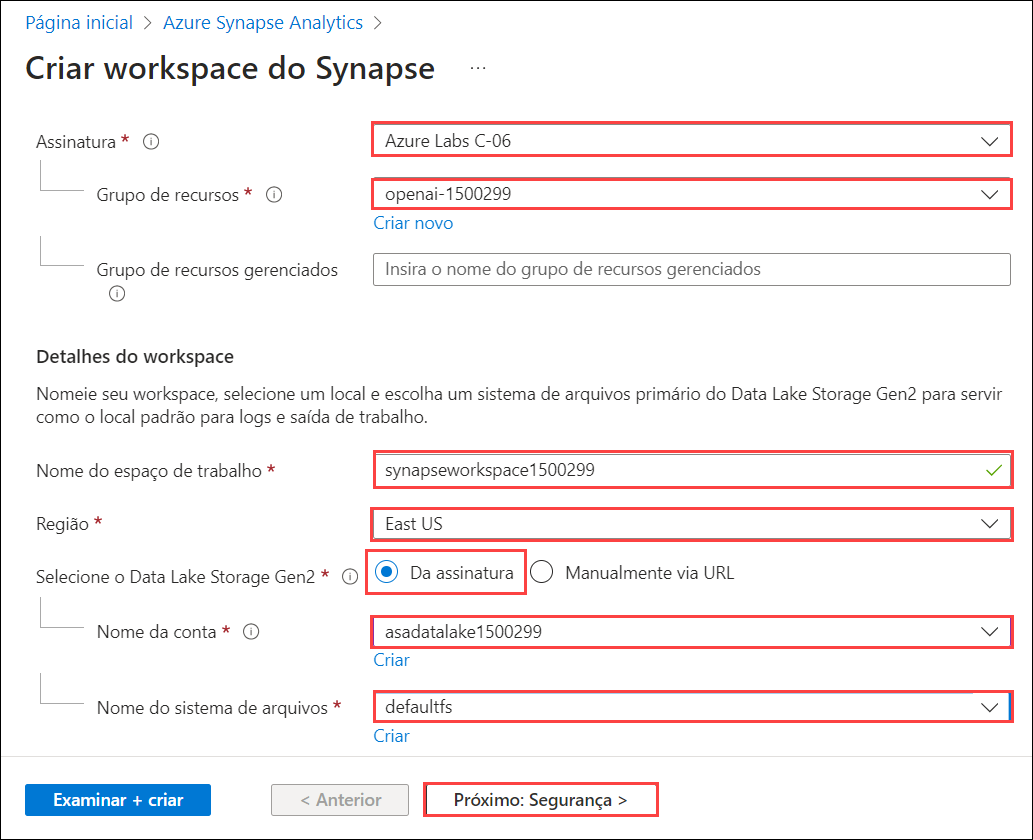 Página inicial > Azure Synapse Analytics >
Criar workspace do Synapse ...
Assinatura *
Azure Labs C-06
Grupo de recursos *
openai-1500299
Criar novo
Grupo de recursos gerenciados
Insira o nome do grupo de recursos gerenciados
Detalhes do workspace
Nomeie seu workspace, selecione um local e escolha um sistema de arquivos primário do Data Lake Storage Gen2 para servir
como o local padrão para logs e saída de trabalho.
Nome do espaço de trabalho *
synapseworkspace1500299
Região *
East US
Selecione o Data Lake Storage Gen2 *
Da assinatura
Manualmente via URL
Nome da conta *
asadatalake1500299
Criar
Nome do sistema de arquivos *
defaultfs
Criar
Examinar + criar
< Anterior
Próximo: Segurança >